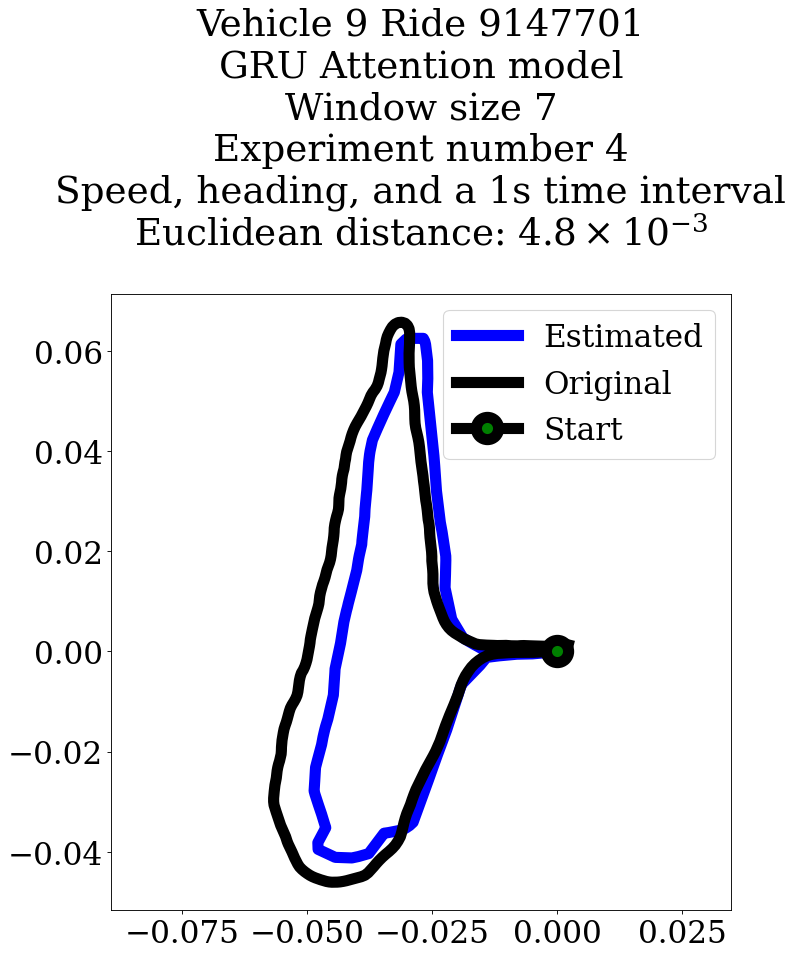 Vehicle 9 Ride 9147701
GRU Attention model
Window size 7
Experiment number 4
Speed, heading, and a 1s time interval
Euclidean distance: 4.8 × 10⁻³
Estimated
Original
Start
0.06
0.04
0.02
0.00
−0.02
−0.04
−0.075 −0.050 −0.025 0.000 0.025